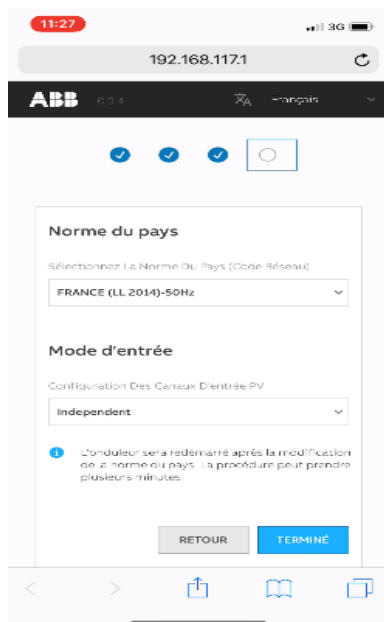 11:27
3G
192.168.117.1
ABB
Français
Norme du pays
Sélectionnez La Norme Du Pays (Code Réseau)
FRANCE (LL 2014)-50Hz
Mode d'entrée
Configuration Des Canaux D'entrée PV
Independent
L'onduleur sera redémarré après la modification
de la norme du pays. La procédure peut prendre
plusieurs minutes.
RETOUR
TERMINÉ